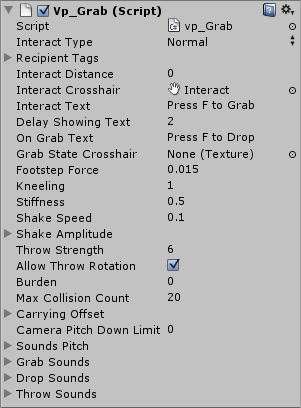 Vp_Grab (Script)
Script vp_Grab
Interact Type Normal
Recipient Tags
Interact Distance 0
Interact Crosshair Interact
Interact Text Press F to Grab
Delay Showing Text 2
On Grab Text Press F to Drop
Grab State Crosshair None (Texture)
Footstep Force 0.015
Kneeling 1
Stiffness 0.5
Shake Speed 0.1
Shake Amplitude
Throw Strength 6
Allow Throw Rotation
Burden 0
Max Collision Count 20
Carrying Offset
Camera Pitch Down Limit 0
Sounds Pitch
Grab Sounds
Drop Sounds
Throw Sounds